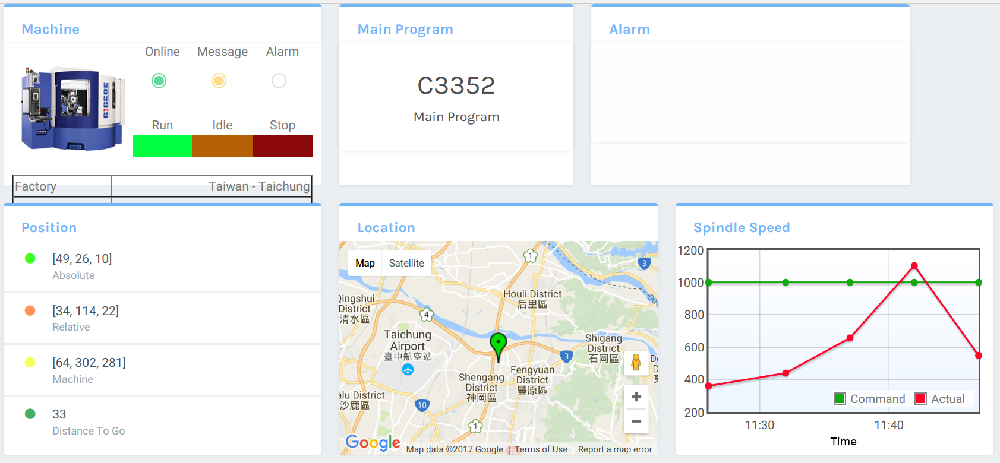 Machine
Online
Message
Alarm
CIC202
WAIDA
Run
Idle
Stop
Factory
Taiwan - Taichung
Main Program
C3352
Main Program
Alarm
Position
[49, 26, 10]
Absolute
[34, 114, 22]
Relative
[64, 302, 281]
Machine
33
Distance To Go
Location
Map
Satellite
1
3
Qingshui
District
清水區
Houli District
后里區
4
Taichung
Airport
臺中航空站
Shigang
District
石岡區
3
Fengyuan
District
豐原區
Shengang
District
神岡區
alu District
沙鹿區
10
1
+
−
Google
Map data ©2017 Google
Terms of Use
Report a map error
Spindle Speed
1200
1000
800
600
400
200
Command
Actual
11:30
11:40
Time